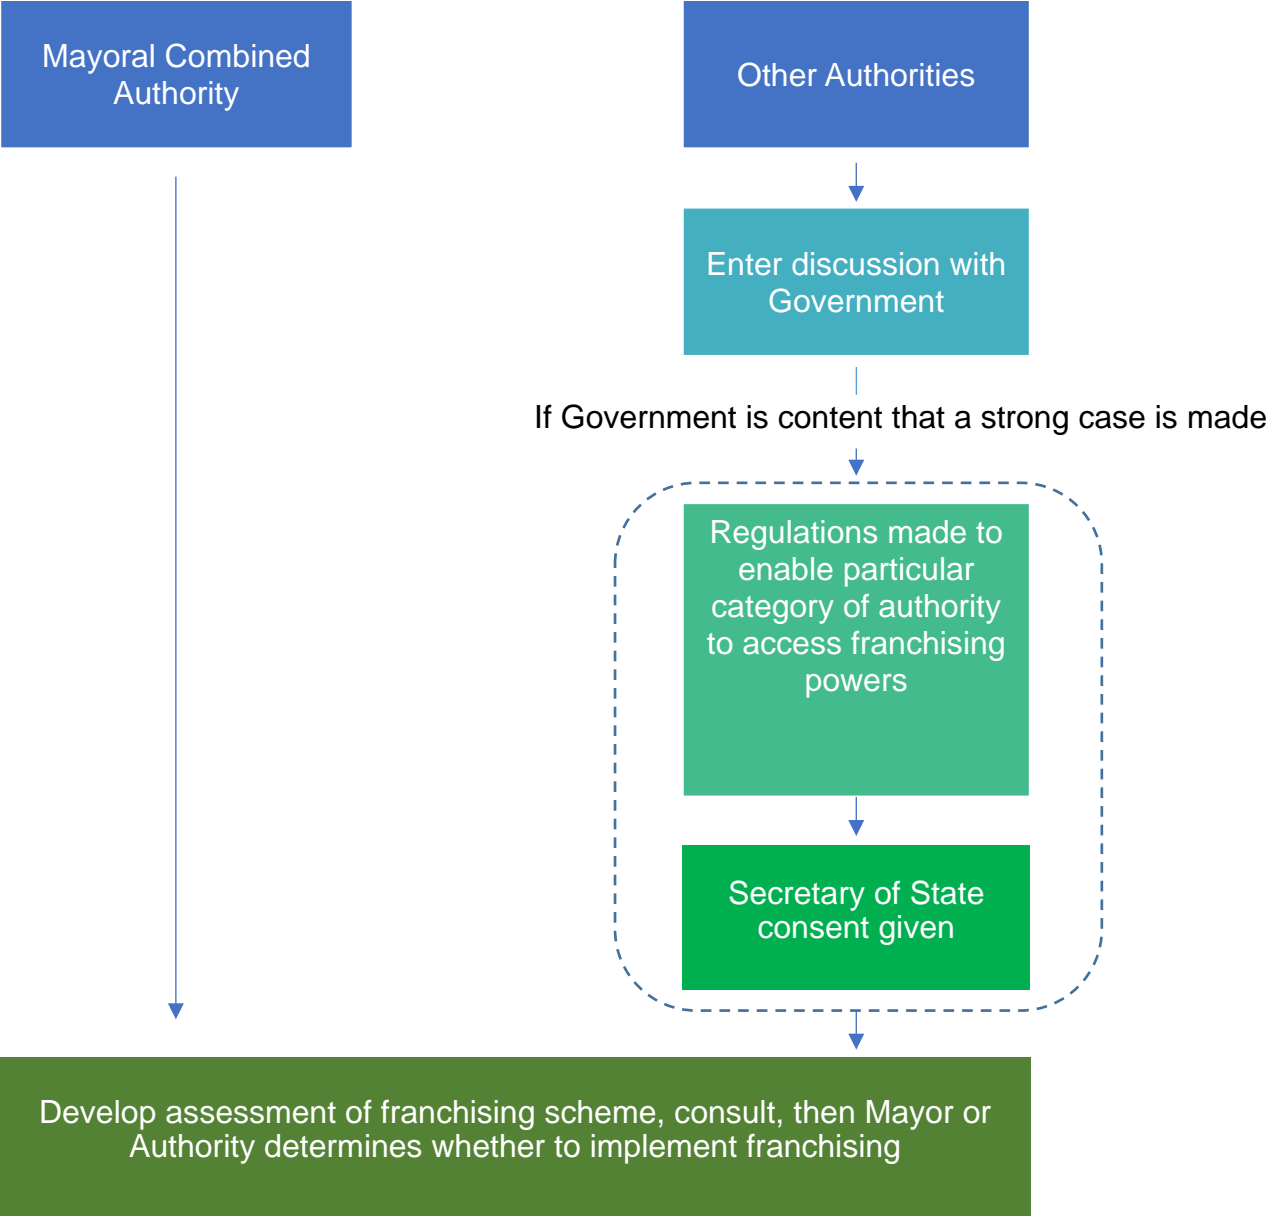 Mayoral Combined
Authority
Other Authorities
Enter discussion with
Government
If Government is content that a strong case is made
Regulations made to
enable particular
category of authority
to access franchising
powers
Secretary of State
consent given
Develop assessment of franchising scheme, consult, then Mayor or
Authority determines whether to implement franchising